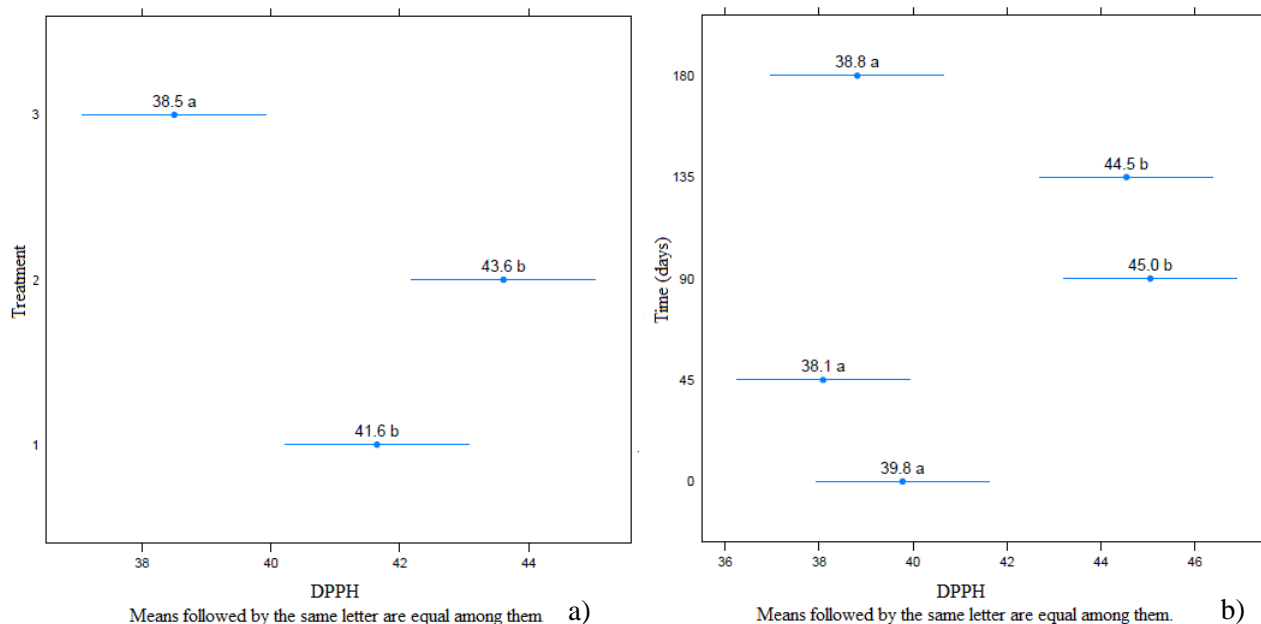 38.5 a
3
43.6 b
2
41.6 b
1
Treatment
38 40 42 44
DPPH
Means followed by the same letter are equal among them
a)
38.8 a
180
44.5 b
135
45.0 b
90
38.1 a
45
39.8 a
0
Time (days)
36 38 40 42 44 46
DPPH
Means followed by the same letter are equal among them.
b)